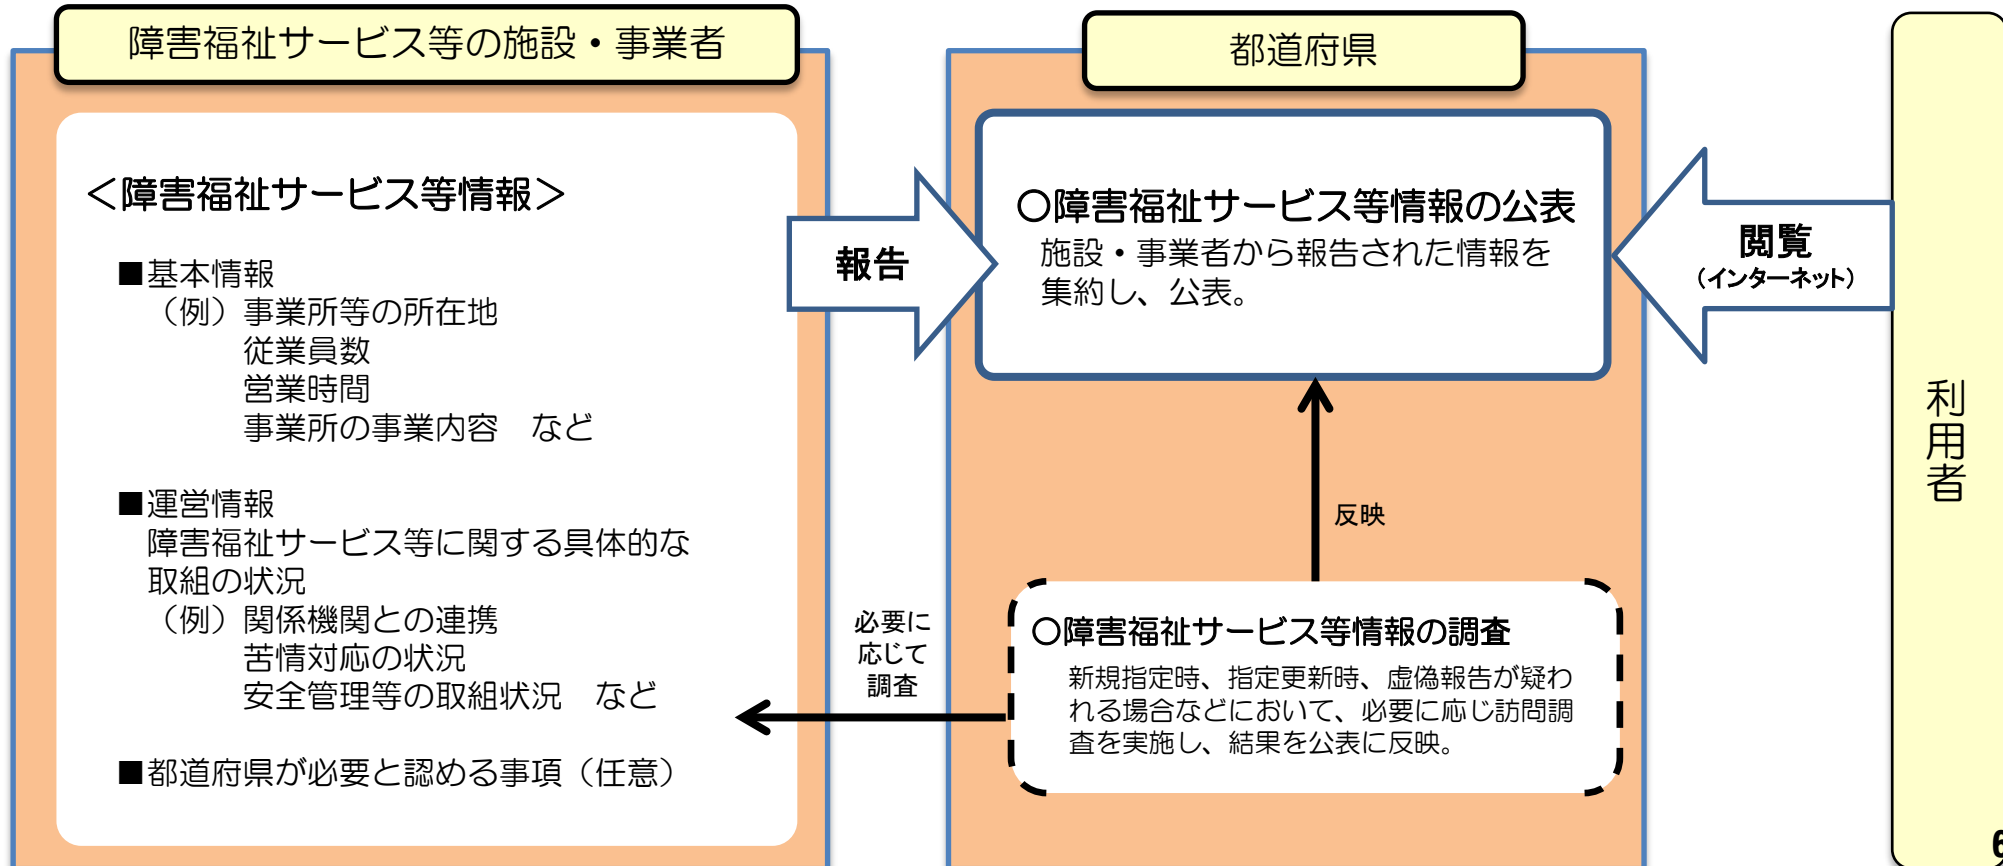 障害福祉サービス等の施設・事業者
＜障害福祉サービス等情報＞
■基本情報
（例）事業所等の所在地
従業員数
営業時間
事業所の事業内容　など
■運営情報
障害福祉サービス等に関する具体的な
取組の状況
（例）関係機関との連携
苦情対応の状況
安全管理等の取組状況　など
■都道府県が必要と認める事項（任意）
報告
必要に
応じて
調査
都道府県
○障害福祉サービス等情報の公表
施設・事業者から報告された情報を
集約し、公表。
反映
○障害福祉サービス等情報の調査
新規指定時、指定更新時、虚偽報告が疑わ
れる場合などにおいて、必要に応じ訪問調
査を実施し、結果を公表に反映。
閲覧
（インターネット）
利用者
6